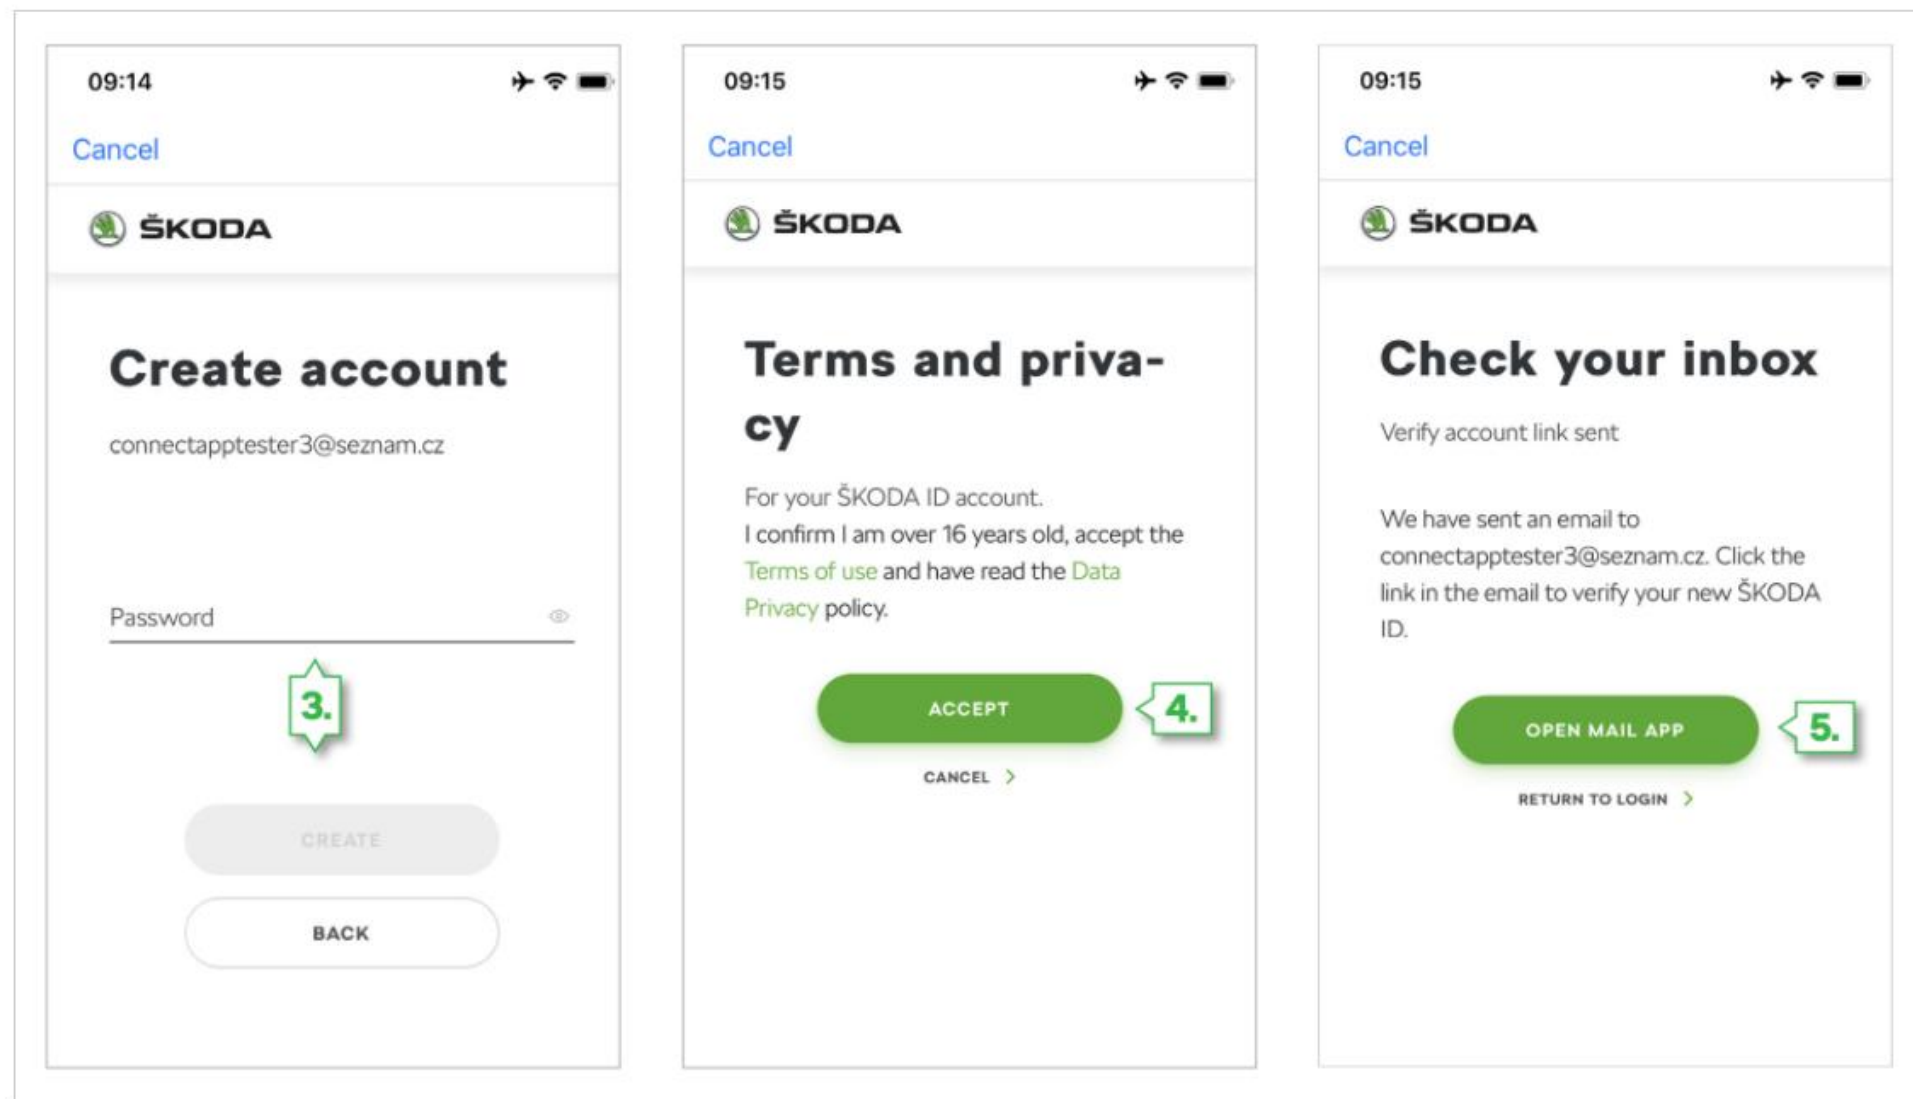 09:14
Cancel
ŠKODA
Create account
connectapptester3@seznam.cz
Password
3.
CREATE
BACK
09:15
Cancel
ŠKODA
Terms and priva-
cy
For your ŠKODA ID account.
I confirm I am over 16 years old, accept the
Terms of use and have read the Data
Privacy policy.
ACCEPT
4.
CANCEL
09:15
Cancel
ŠKODA
Check your inbox
Verify account link sent
We have sent an email to
connectapptester3@seznam.cz. Click the
link in the email to verify your new ŠKODA
ID.
OPEN MAIL APP
5.
RETURN TO LOGIN